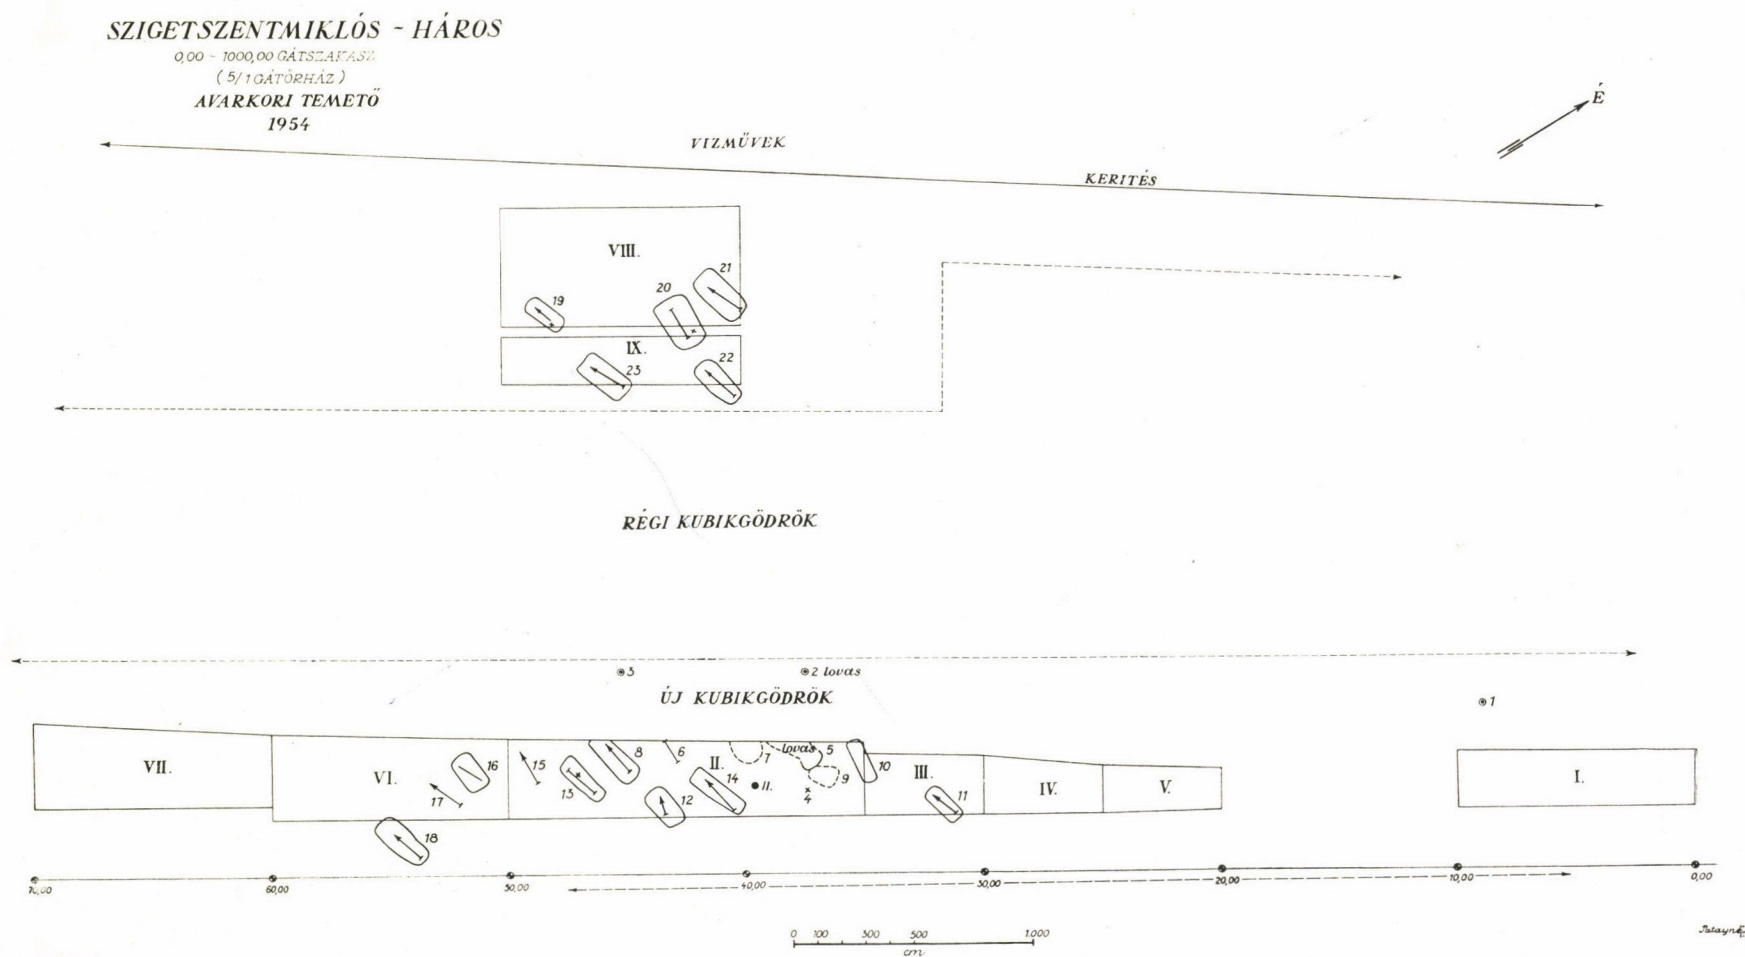 SZIGETSZENTMIKLÓS - HÁROS
0,00 - 1000,00 GÁTSZAKASZ
(5/1 GÁTŐRHÁZ)
AVARKORI TEMETŐ
1954
É
VIZMŰVEK
KERITÉS
VIII.
21
20
19
IX.
22
23
RÉGI KUBIKGÖDRÖK
3
2 lovas
1
ÚJ KUBIKGÖDRÖK
VII.
VI.
16
17
18
15
13
8
6
12
II.
14
7
lovas
5
II.
4
9
10
III.
11
IV.
V.
I.
70,00 60,00 50,00 40,00 30,00 20,00 10,00 0,00
0 100 300 500 1.000
cm